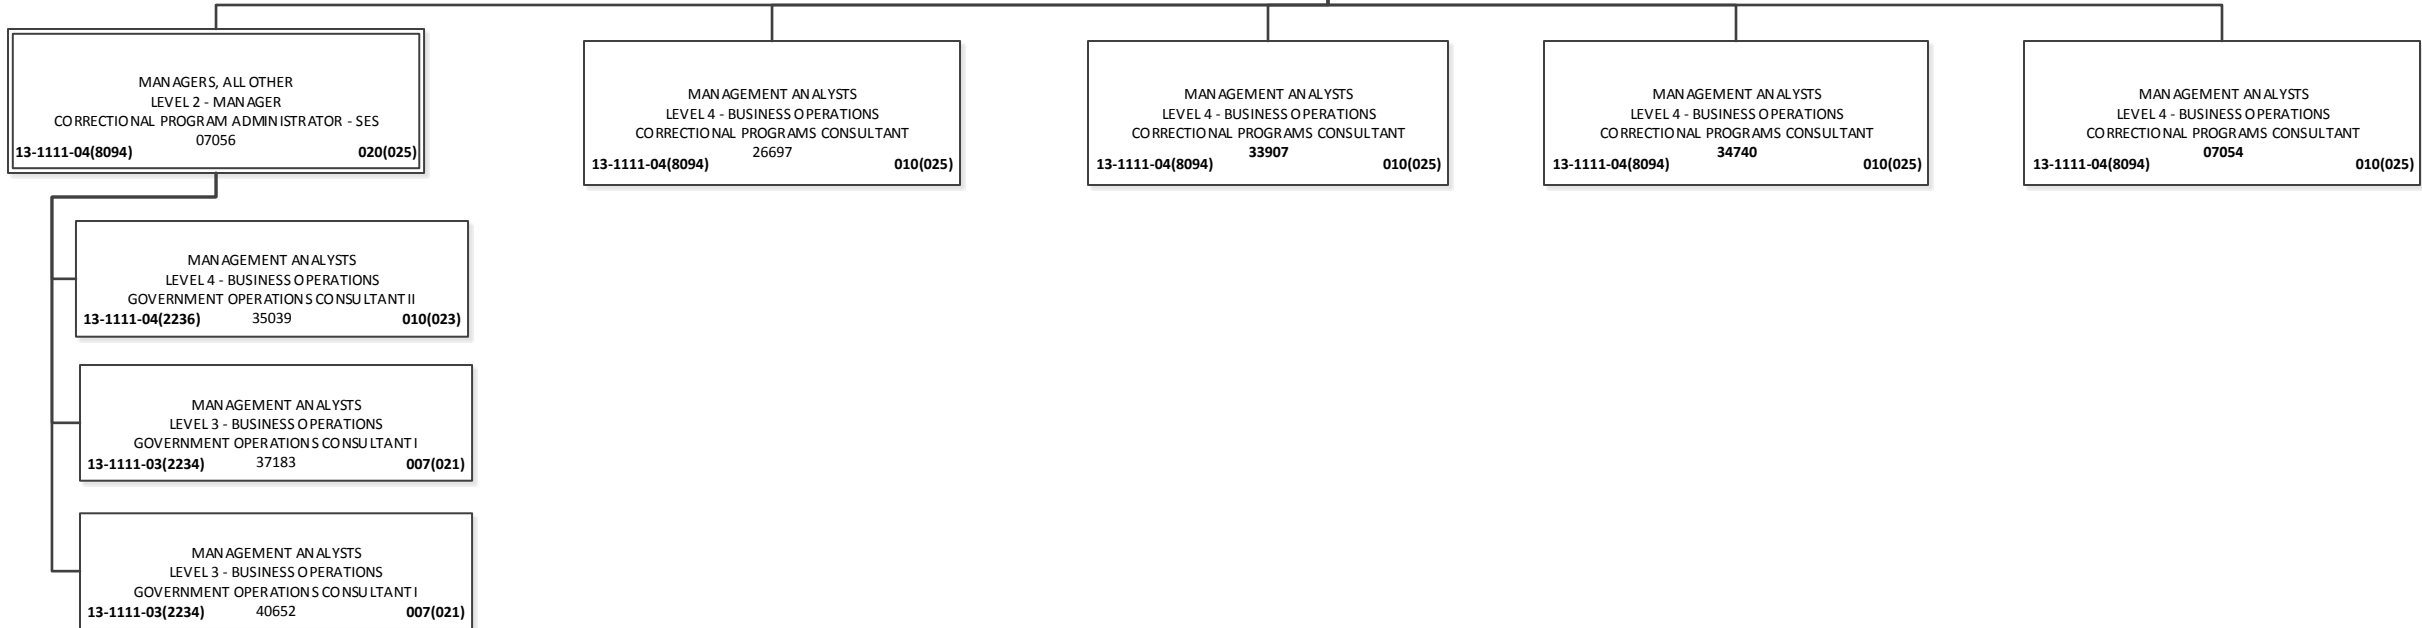 MANAGERS, ALL OTHER
LEVEL 2 - MANAGER
CORRECTIONAL PROGRAM ADMINISTRATOR - SES
07056
13-1111-04(8094) 020(025)
MANAGEMENT ANALYSTS
LEVEL 4 - BUSINESS OPERATIONS
CORRECTIONAL PROGRAMS CONSULTANT
26697
13-1111-04(8094) 010(025)
MANAGEMENT ANALYSTS
LEVEL 4 - BUSINESS OPERATIONS
CORRECTIONAL PROGRAMS CONSULTANT
33907
13-1111-04(8094) 010(025)
MANAGEMENT ANALYSTS
LEVEL 4 - BUSINESS OPERATIONS
CORRECTIONAL PROGRAMS CONSULTANT
34740
13-1111-04(8094) 010(025)
MANAGEMENT ANALYSTS
LEVEL 4 - BUSINESS OPERATIONS
CORRECTIONAL PROGRAMS CONSULTANT
07054
13-1111-04(8094) 010(025)
MANAGEMENT ANALYSTS
LEVEL 4 - BUSINESS OPERATIONS
GOVERNMENT OPERATIONS CONSULTANT II
13-1111-04(2236) 35039 010(023)
MANAGEMENT ANALYSTS
LEVEL 3 - BUSINESS OPERATIONS
GOVERNMENT OPERATIONS CONSULTANT I
13-1111-03(2234) 37183 007(021)
MANAGEMENT ANALYSTS
LEVEL 3 - BUSINESS OPERATIONS
GOVERNMENT OPERATIONS CONSULTANT I
13-1111-03(2234) 40652 007(021)